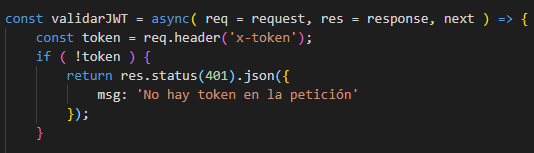 const validarJWT = async( req = request, res = response, next ) => {
    const token = req.header('x-token');
    if ( !token ) {
        return res.status(401).json({
            msg: 'No hay token en la petición'
        });
    }